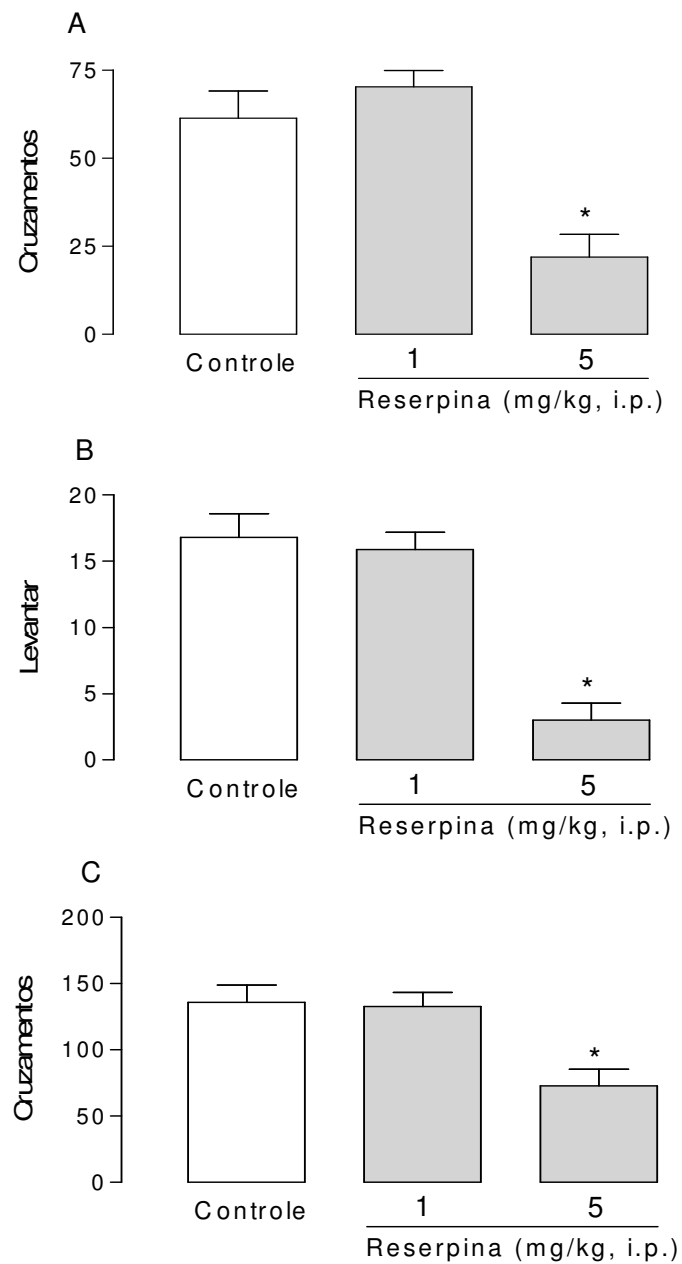 A
75
50
25
0
Cruzamentos
*
Controle
1
5
Reserpina (mg/kg, i.p.)
B
20
15
10
5
0
Levantar
*
Controle
1
5
Reserpina (mg/kg, i.p.)
C
200
150
100
50
0
Cruzamentos
*
Controle
1
5
Reserpina (mg/kg, i.p.)